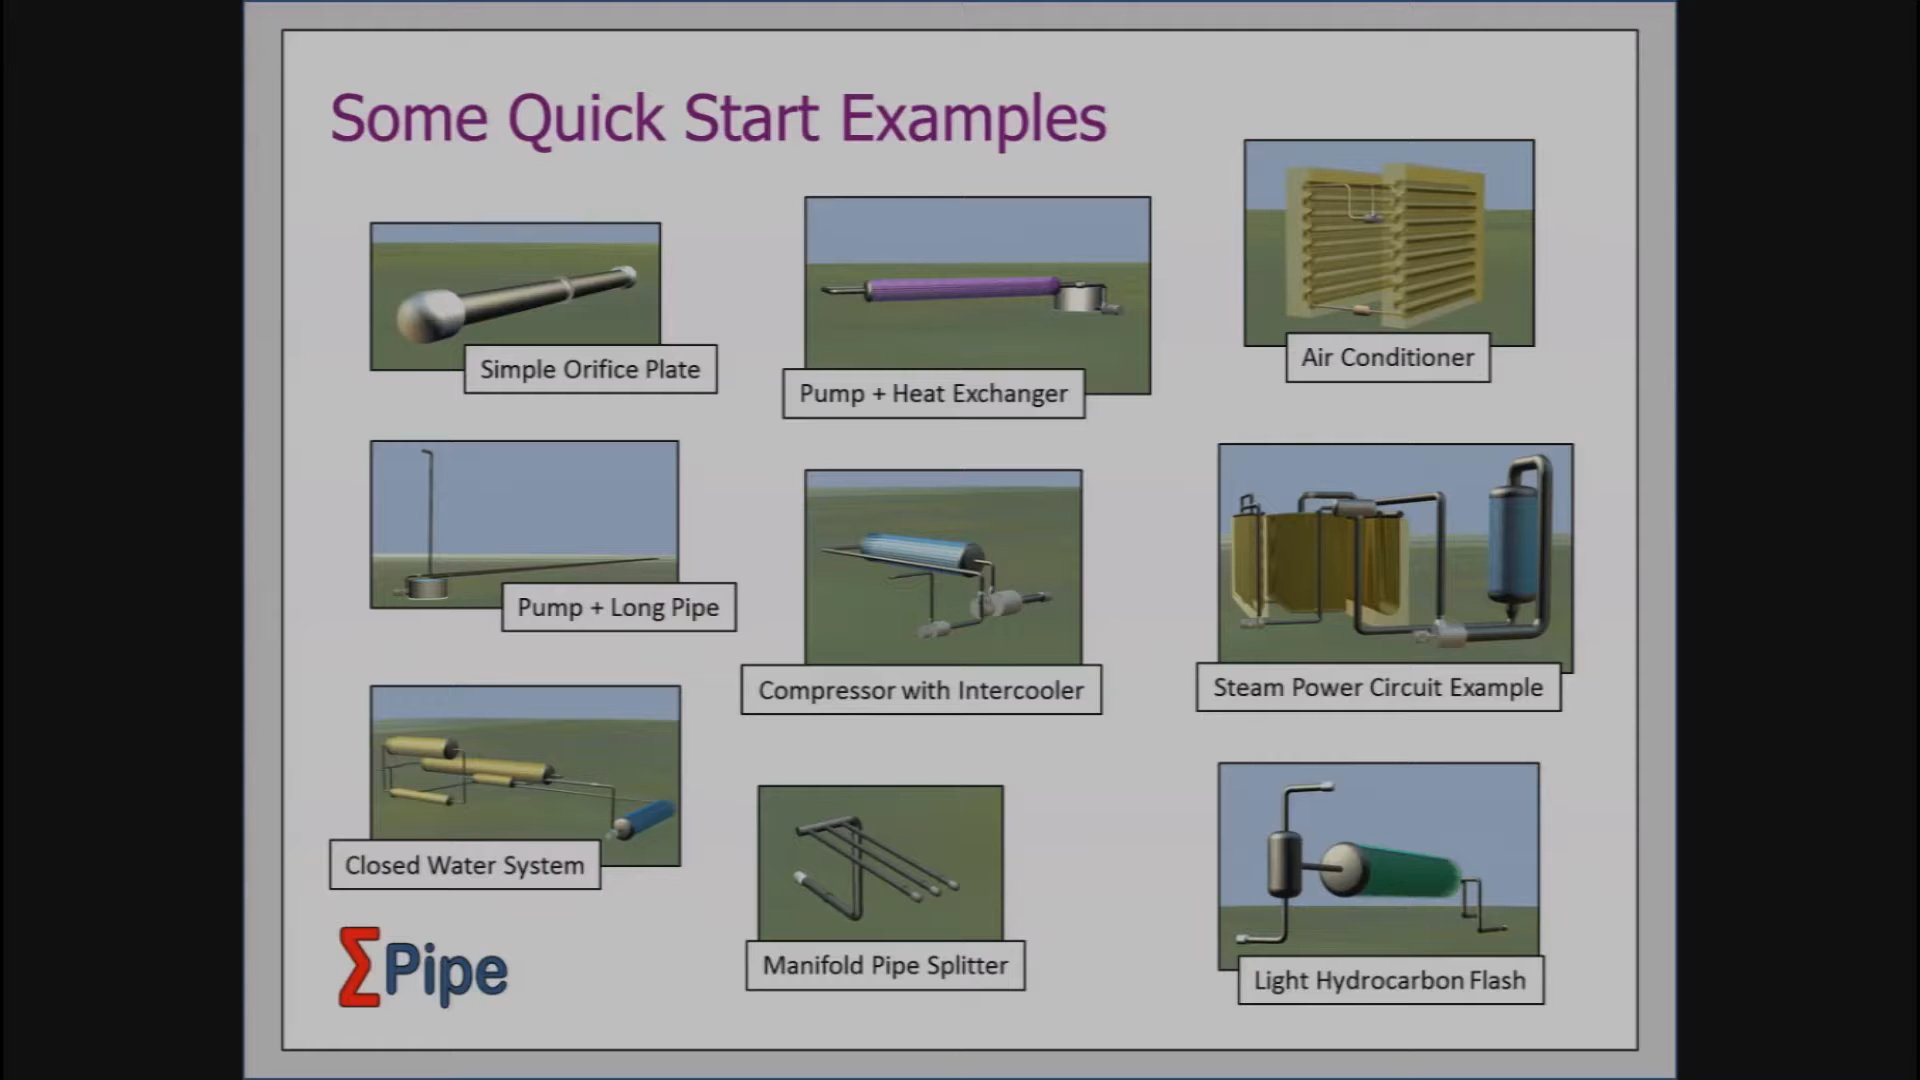 Some Quick Start Examples
Simple Orifice Plate
Pump + Heat Exchanger
Air Conditioner
Pump + Long Pipe
Compressor with Intercooler
Steam Power Circuit Example
Closed Water System
Manifold Pipe Splitter
Light Hydrocarbon Flash
ΣPipe